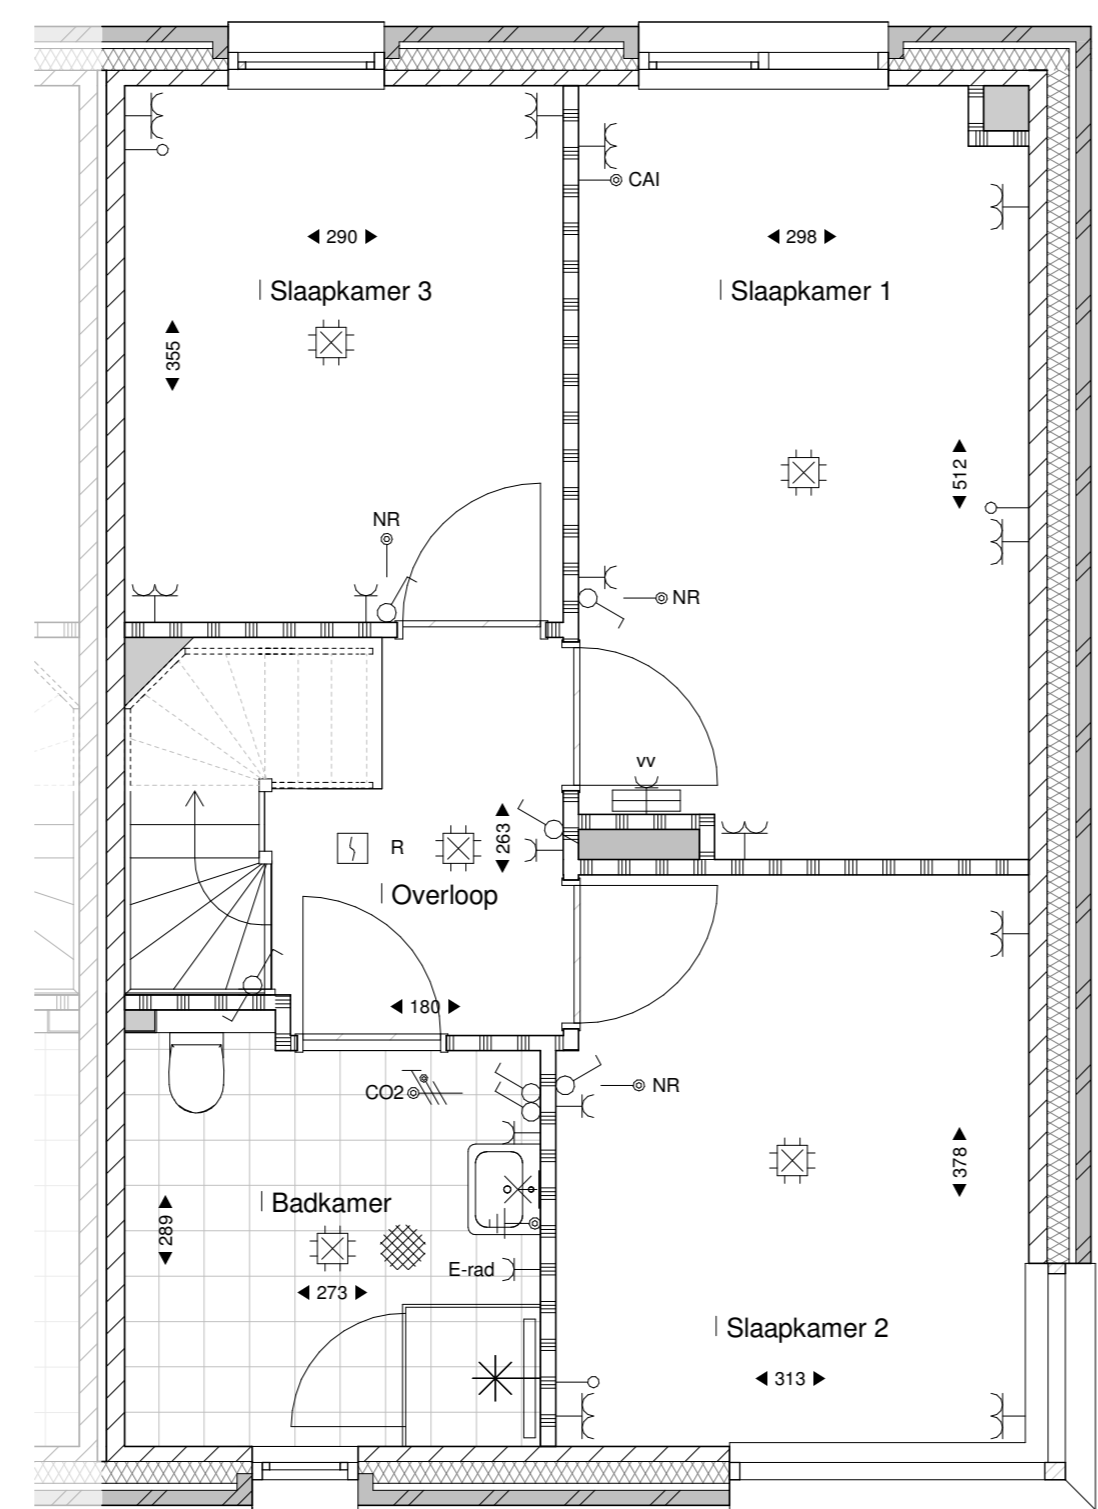 CAI
290
298
Slaapkamer 3
Slaapkamer 1
355
512
NR
NR
vv
263
R
Overloop
180
CO2
NR
378
Badkamer
289
E-rad
273
Slaapkamer 2
313